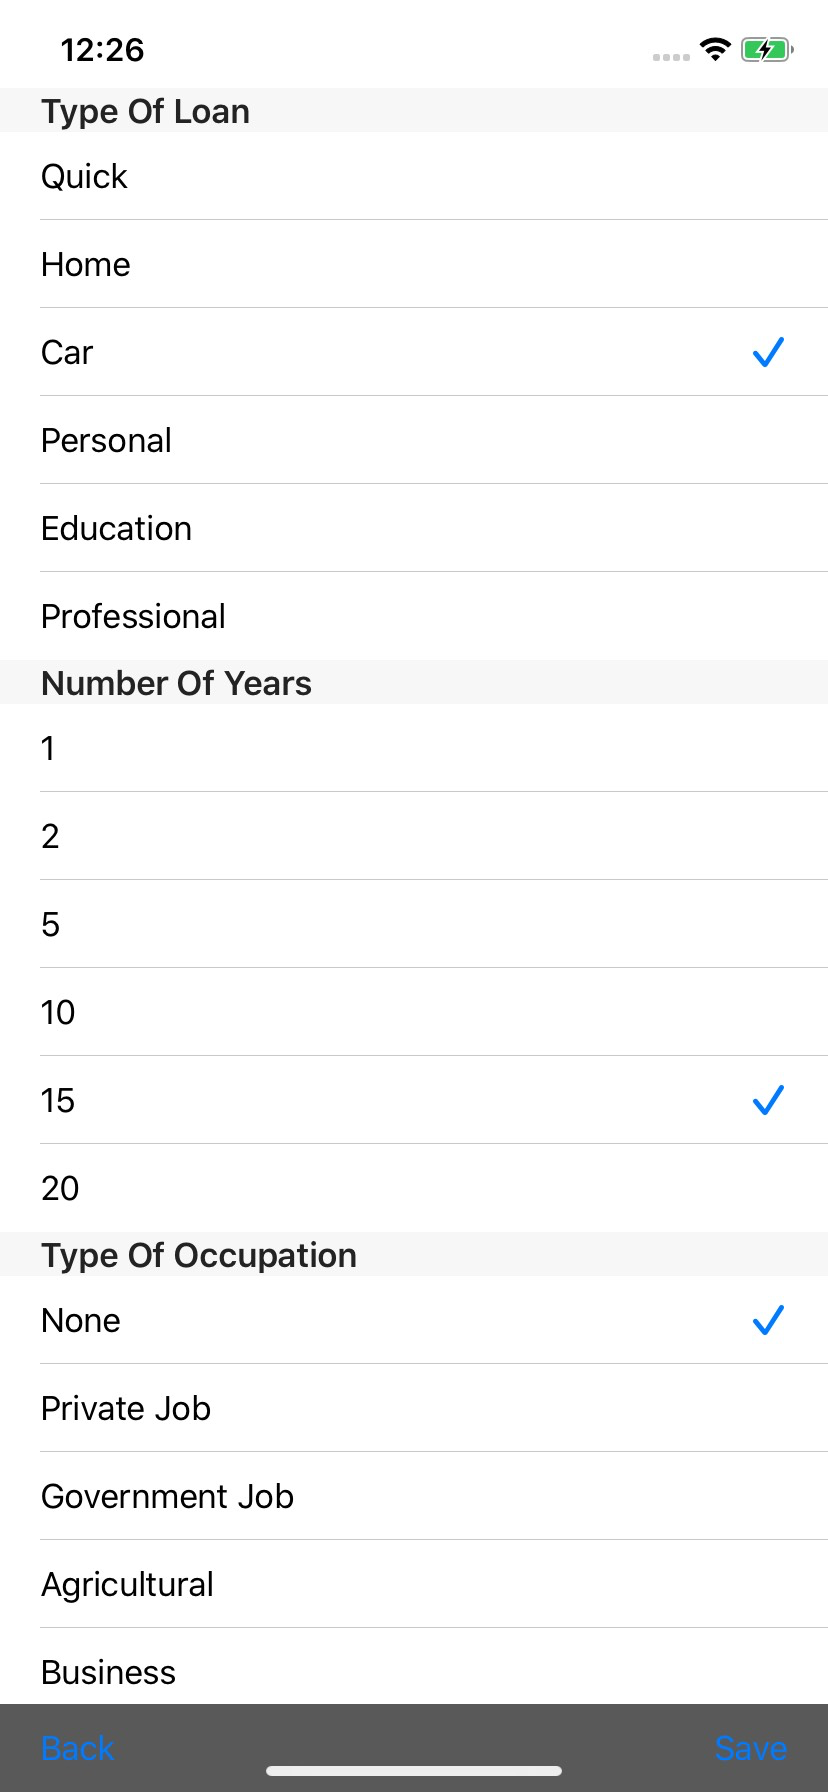 12:26
Type Of Loan
Quick
Home
Car
Personal
Education
Professional
Number Of Years
1
2
5
10
15
20
Type Of Occupation
None
Private Job
Government Job
Agricultural
Business
Back Save